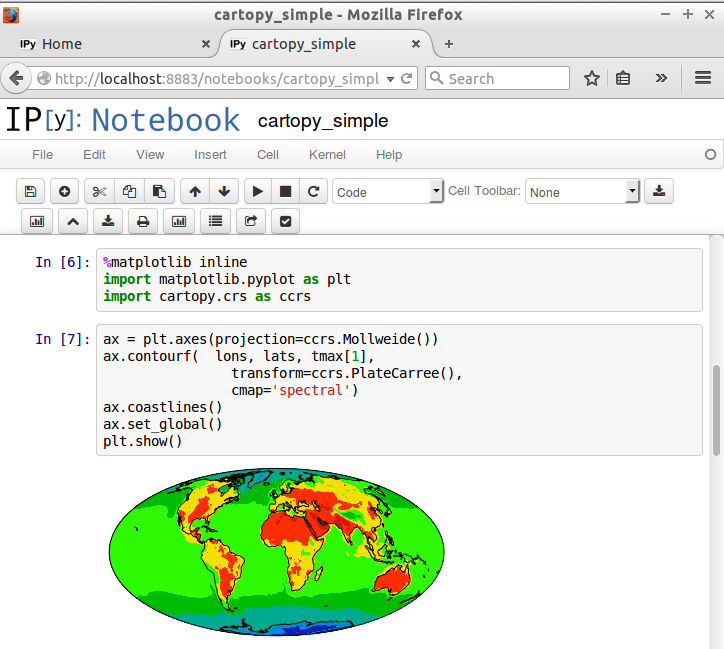 cartopy_simple - Mozilla Firefox
IPy Home
IPy cartopy_simple
http://localhost:8883/notebooks/cartopy_simpl
Search
IP[y]: Notebook cartopy_simple
File Edit View Insert Cell Kernel Help
Code Cell Toolbar: None
In [6]: %matplotlib inline
import matplotlib.pyplot as plt
import cartopy.crs as ccrs
In [7]: ax = plt.axes(projection=ccrs.Mollweide())
ax.contourf(  lons, lats, tmax[1],
transform=ccrs.PlateCarree(),
cmap='spectral')
ax.coastlines()
ax.set_global()
plt.show()